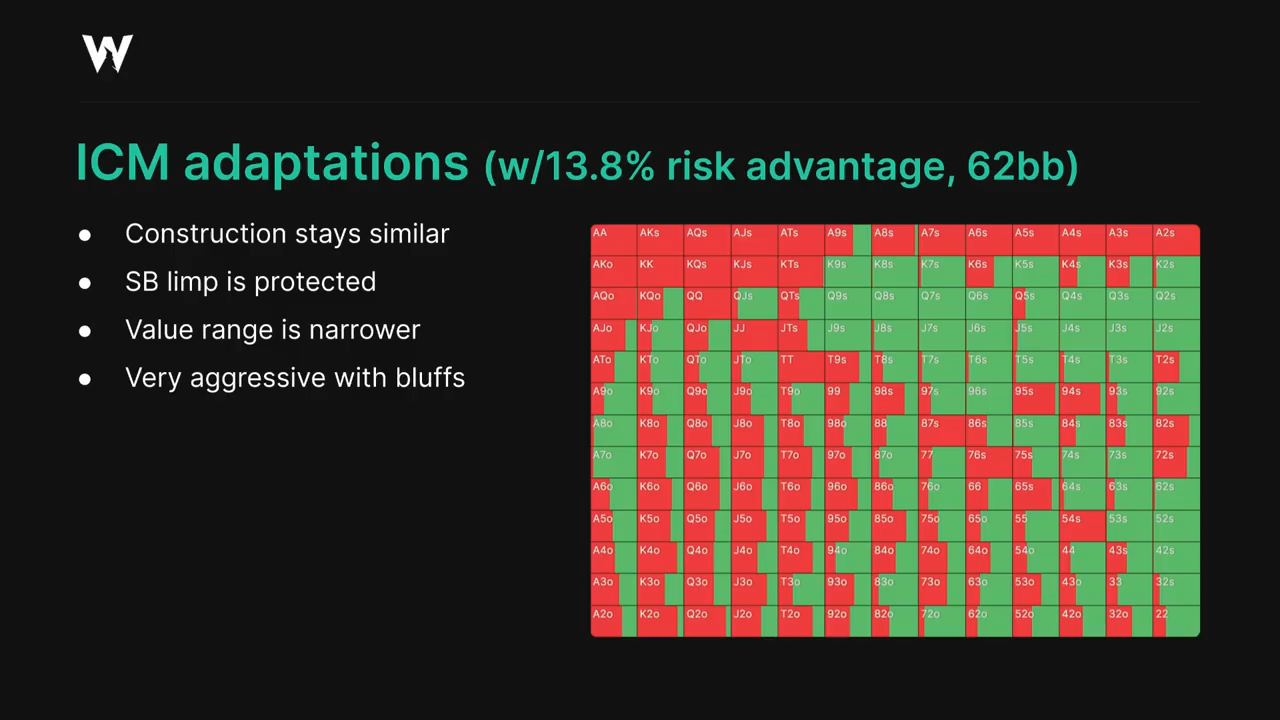 W
ICM adaptations (w/13.8% risk advantage, 62bb)
● Construction stays similar
● SB limp is protected
● Value range is narrower
● Very aggressive with bluffs
AA AKs AQs AJs ATs A9s A8s A7s A6s A5s A4s A3s A2s
AKo KK KQs KJs KTs K9s K8s K7s K6s K5s K4s K3s K2s
AQo KQo QQ QJs QTs Q9s Q8s Q7s Q6s Q5s Q4s Q3s Q2s
AJo KJo QJo JJ JTs J9s J8s J7s J6s J5s J4s J3s J2s
ATo KTo QTo JTo TT T9s T8s T7s T6s T5s T4s T3s T2s
A9o K9o Q9o J9o T9o 99 98s 97s 96s 95s 94s 93s 92s
A8o K8o Q8o J8o T8o 98o 88 87s 86s 85s 84s 83s 82s
A7o K7o Q7o J7o T7o 97o 87o 77 76s 75s 74s 73s 72s
A6o K6o Q6o J6o T6o 96o 86o 76o 66 65s 64s 63s 62s
A5o K5o Q5o J5o T5o 95o 85o 75o 65o 55 54s 53s 52s
A4o K4o Q4o J4o T4o 94o 84o 74o 64o 54o 44 43s 42s
A3o K3o Q3o J3o T3o 93o 83o 73o 63o 53o 43o 33 32s
A2o K2o Q2o J2o T2o 92o 82o 72o 62o 52o 42o 32o 22